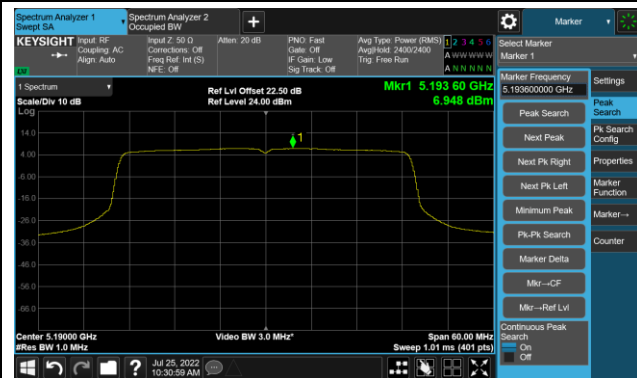 Spectrum Analyzer 1
Swept SA
Spectrum Analyzer 2
Occupied BW
Marker
KEYSIGHT
Input: RF
Coupling: AC
Align: Auto
Input Z: 50 Ω
Corrections: Off
Freq Ref: Int (S)
NFE: Off
Atten: 20 dB
PNO: Fast
Gate: Off
IF Gain: Low
Sig Track: Off
Avg Type: Power (RMS)
Avg|Hold: 2400/2400
Trig: Free Run
1 2 3 4 5 6
A W W W W W
A N N N N N
Select Marker
Marker 1
1 Spectrum
Scale/Div 10 dB
Log
Ref Lvl Offset 22.50 dB
Ref Level 24.00 dBm
Mkr1 5.193 60 GHz
6.948 dBm
14.0
4.00
-6.00
-16.0
-26.0
-36.0
-46.0
-56.0
-66.0
1
Center 5.19000 GHz
#Res BW 1.0 MHz
Video BW 3.0 MHz*
Span 60.00 MHz
Sweep 1.01 ms (401 pts)
Marker Frequency
5.193600000 GHz
Peak Search
Next Peak
Next Pk Right
Next Pk Left
Minimum Peak
Pk-Pk Search
Marker Delta
Mkr→CF
Mkr→Ref Lvl
Continuous Peak
Search
On
Off
Settings
Peak
Search
Pk Search
Config
Properties
Marker
Function
Marker→
Counter
Jul 25, 2022
10:30:59 AM